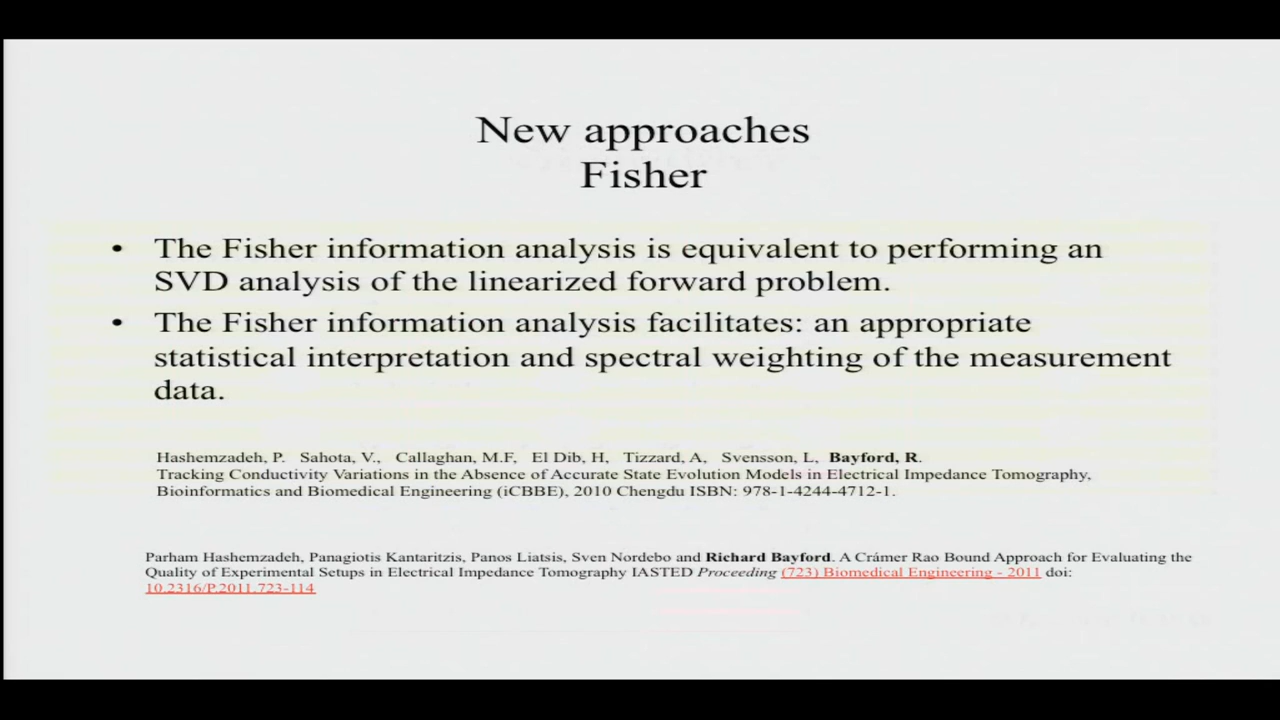 New approaches
Fisher
• The Fisher information analysis is equivalent to performing an
SVD analysis of the linearized forward problem.
• The Fisher information analysis facilitates: an appropriate
statistical interpretation and spectral weighting of the measurement
data.
Hashemzadeh, P. Sahota, V., Callaghan, M.F, El Dib, H, Tizzard, A, Svensson, L, Bayford, R.
Tracking Conductivity Variations in the Absence of Accurate State Evolution Models in Electrical Impedance Tomography,
Bioinformatics and Biomedical Engineering (iCBBE), 2010 Chengdu ISBN: 978-1-4244-4712-1.
Parham Hashemzadeh, Panagiotis Kantaritzis, Panos Liatsis, Sven Nordebo and Richard Bayford. A Crámer Rao Bound Approach for Evaluating the
Quality of Experimental Setups in Electrical Impedance Tomography IASTED Proceeding (723) Biomedical Engineering - 2011 doi:
10.2316/P.2011.723-114